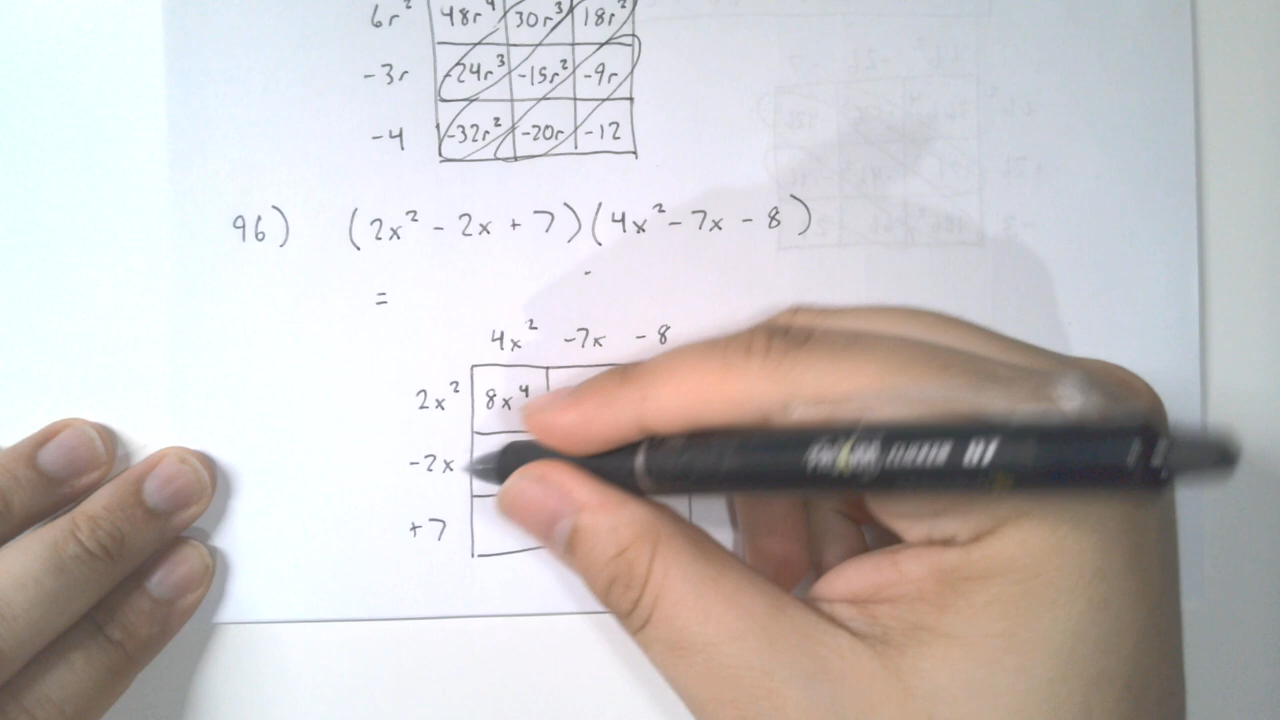 6r² 48r⁴ 30r³ 18r²
-3r -24r³ -15r² -9r
-4 -32r² -20r -12
96) (2x² - 2x + 7)(4x² - 7x - 8)
=
4x² -7x - 8
2x² 8x⁴
-2x
+7